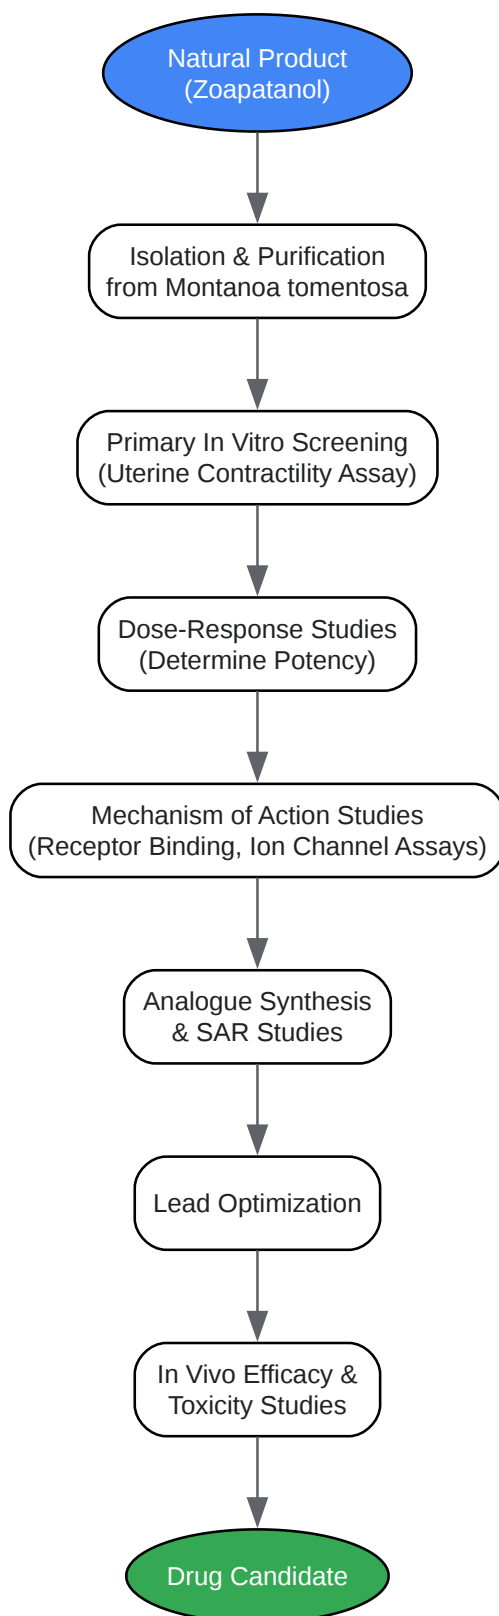 Natural Product
(Zoapatanol)
Isolation & Purification
from Montanoa tomentosa
Primary In Vitro Screening
(Uterine Contractility Assay)
Dose-Response Studies
(Determine Potency)
Mechanism of Action Studies
(Receptor Binding, Ion Channel Assays)
Analogue Synthesis
& SAR Studies
Lead Optimization
In Vivo Efficacy &
Toxicity Studies
Drug Candidate